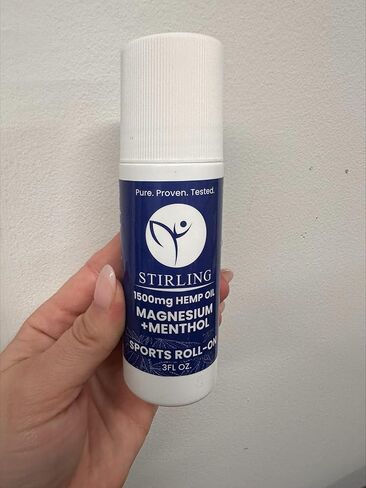 Pure. Proven. Tested.
STIRLING
1500mg HEMP OIL
MAGNESIUM
+MENTHOL
SPORTS ROLL-ON
3FL OZ.